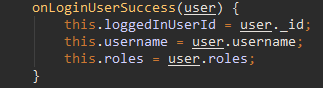 onLoginUserSuccess(user) {
    this.loggedInUserId = user._id;
    this.username = user.username;
    this.roles = user.roles;
}